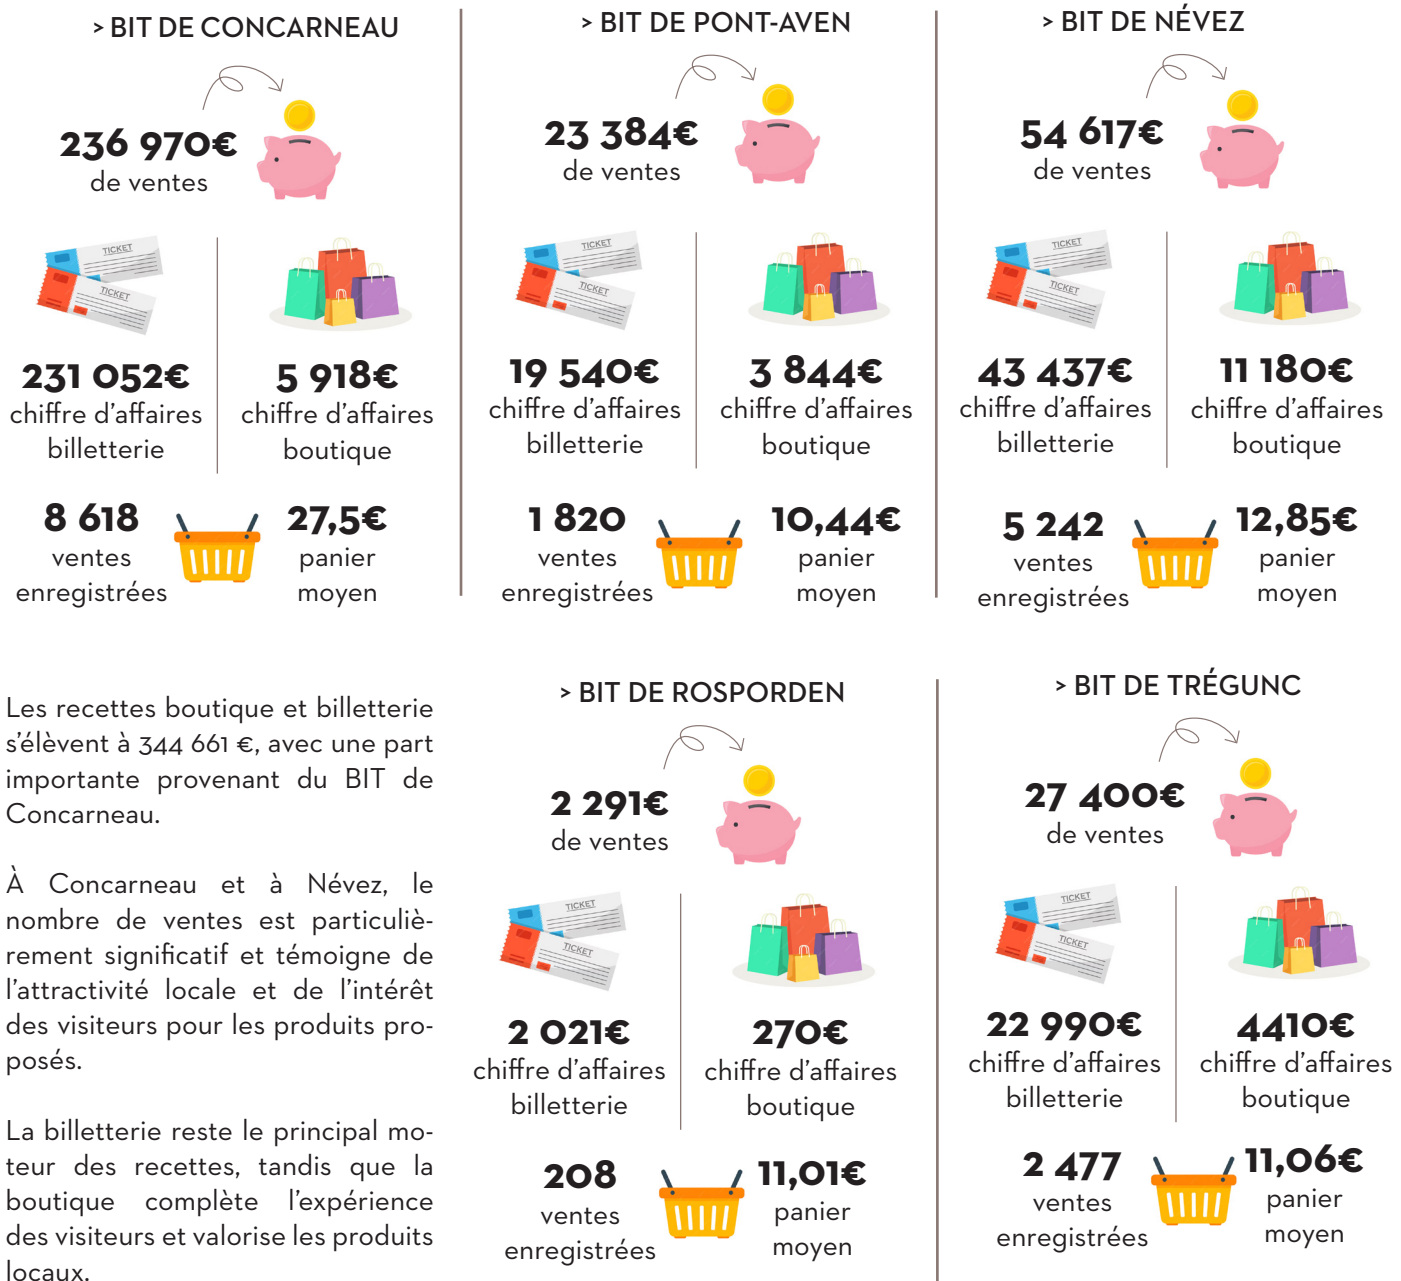 > BIT DE CONCARNEAU
236 970€
de ventes
TICKET
TICKET
231 052€
chiffre d'affaires
billetterie
5 918€
chiffre d'affaires
boutique
8 618
ventes
enregistrées
27,5€
panier
moyen
> BIT DE PONT-AVEN
23 384€
de ventes
TICKET
TICKET
19 540€
chiffre d'affaires
billetterie
3 844€
chiffre d'affaires
boutique
1 820
ventes
enregistrées
10,44€
panier
moyen
> BIT DE NÉVEZ
54 617€
de ventes
TICKET
TICKET
43 437€
chiffre d'affaires
billetterie
11 180€
chiffre d'affaires
boutique
5 242
ventes
enregistrées
12,85€
panier
moyen
Les recettes boutique et billetterie
s'élèvent à 344 661 €, avec une part
importante provenant du BIT de
Concarneau.
À Concarneau et à Névez, le
nombre de ventes est particuliè-
rement significatif et témoigne de
l'attractivité locale et de l'intérêt
des visiteurs pour les produits pro-
posés.
La billetterie reste le principal mo-
teur des recettes, tandis que la
boutique complète l'expérience
des visiteurs et valorise les produits
locaux.
> BIT DE ROSPORDEN
2 291€
de ventes
TICKET
TICKET
2 021€
chiffre d'affaires
billetterie
270€
chiffre d'affaires
boutique
208
ventes
enregistrées
11,01€
panier
moyen
> BIT DE TRÉGUNC
27 400€
de ventes
TICKET
TICKET
22 990€
chiffre d'affaires
billetterie
4410€
chiffre d'affaires
boutique
2 477
ventes
enregistrées
11,06€
panier
moyen